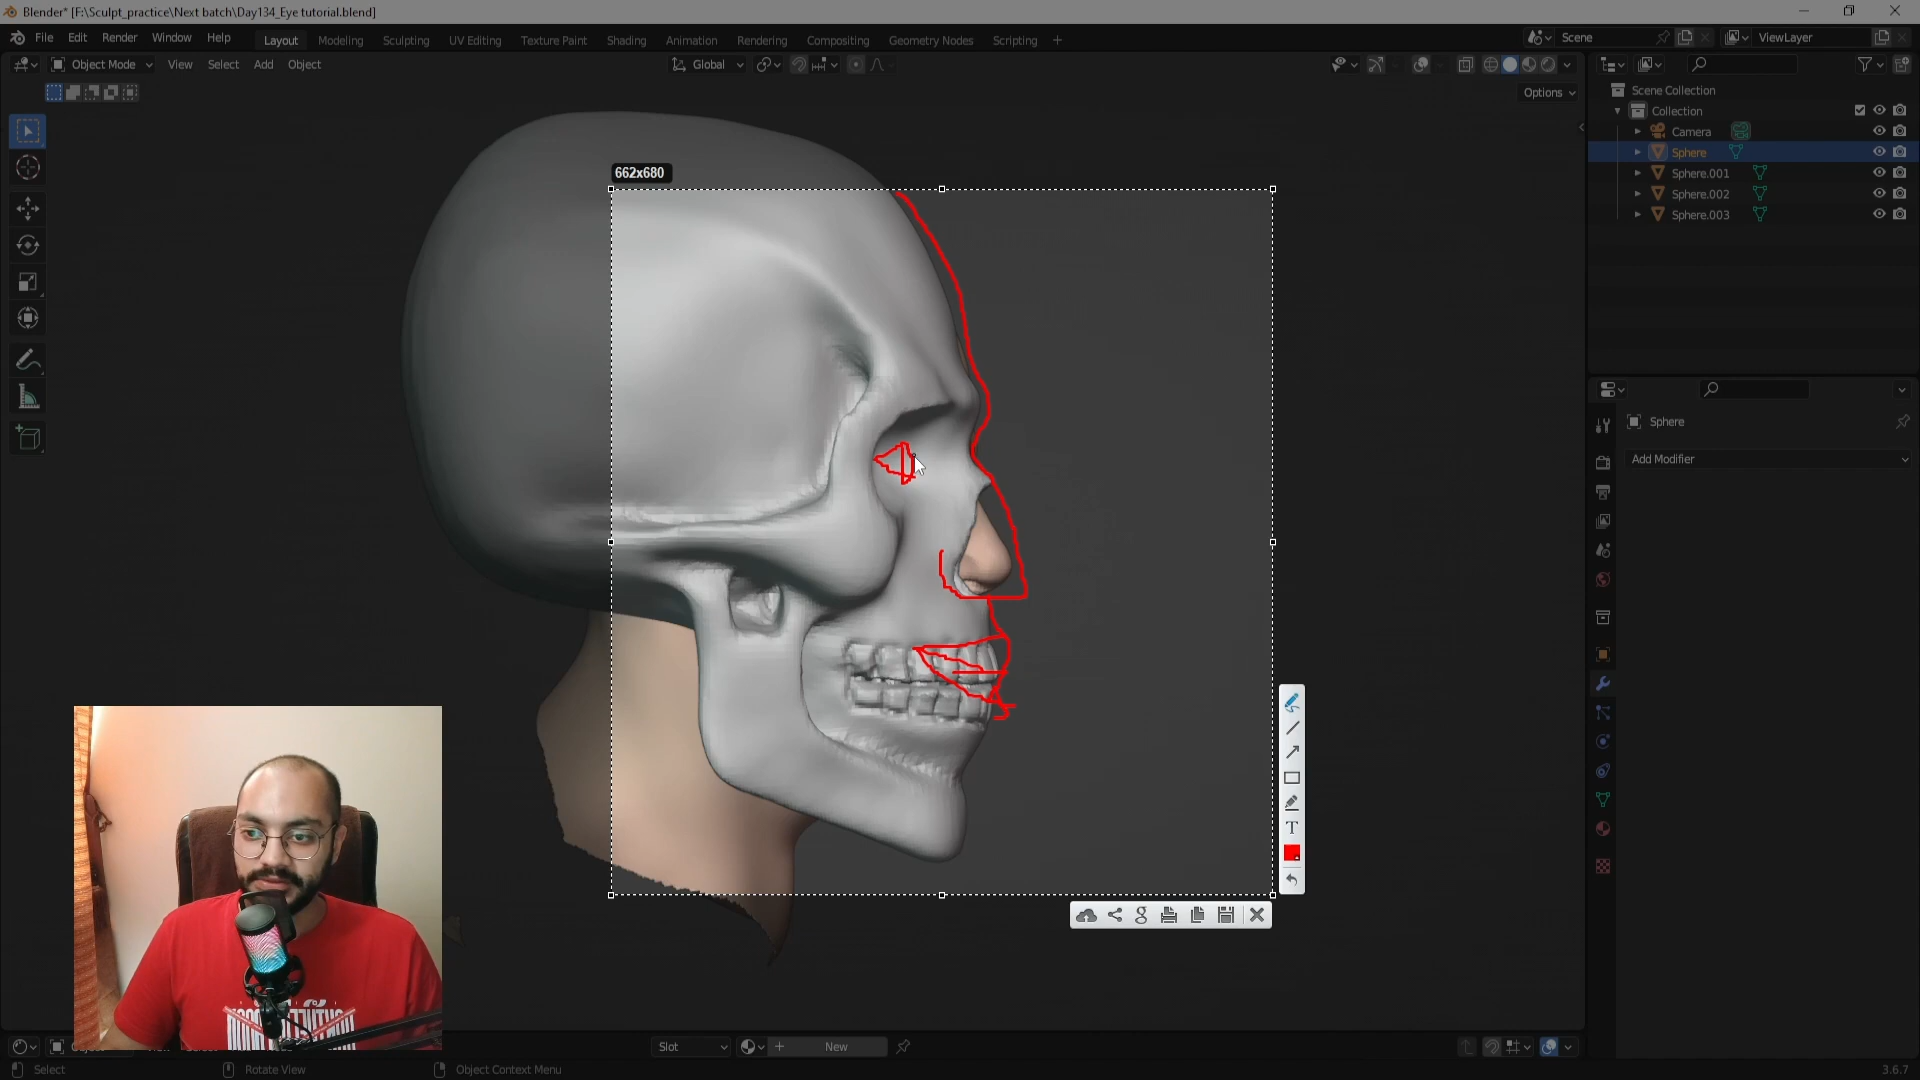 Blender* [F:\Sculpt_practice\Next batch\Day134_Eye tutorial.blend]
File Edit Render Window Help Layout Modeling Sculpting UV Editing Texture Paint Shading Animation Rendering Compositing Geometry Nodes Scripting + Scene ViewLayer
Object Mode View Select Add Object Global
Options
Scene Collection
Collection
Camera
Sphere
Sphere.001
Sphere.002
Sphere.003
662x680
Sphere
Add Modifier
T
g
Slot New
Select Rotate View Object Context Menu 3.6.7